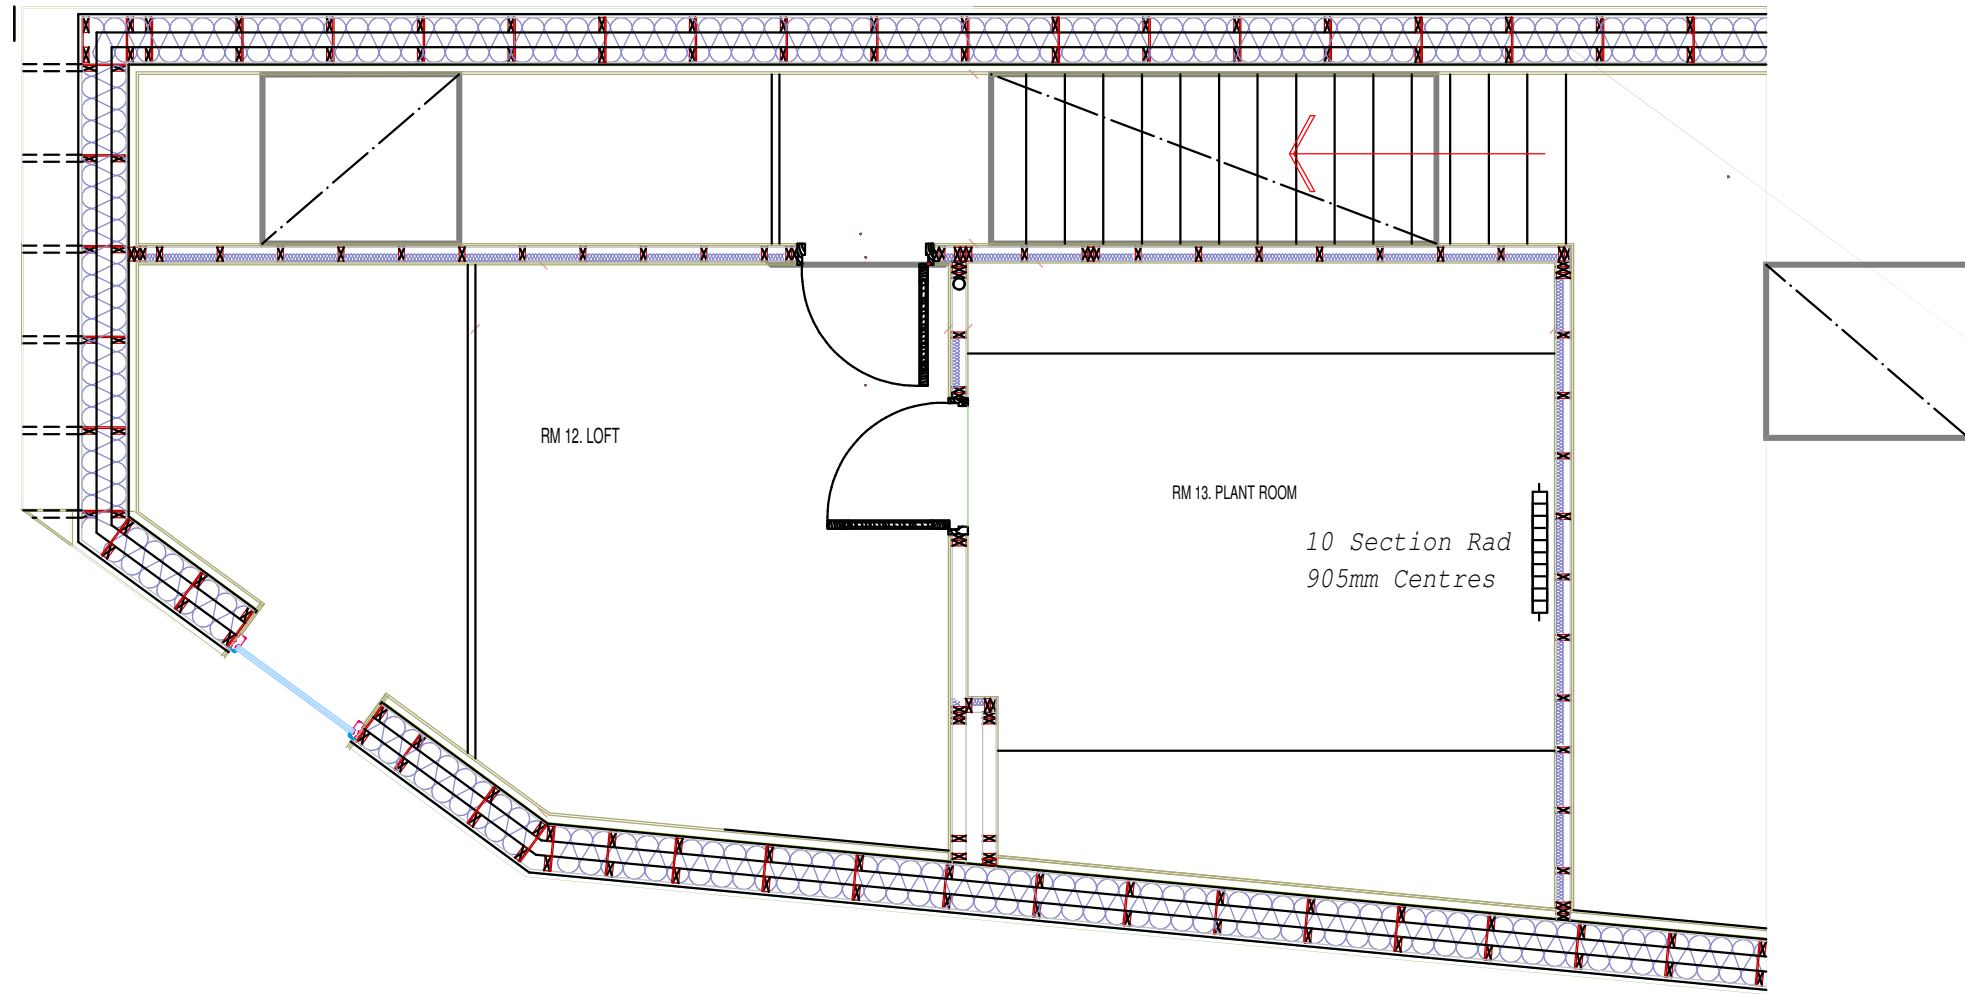 RM 12. LOFT
RM 13. PLANT ROOM
10 Section Rad
905mm Centres